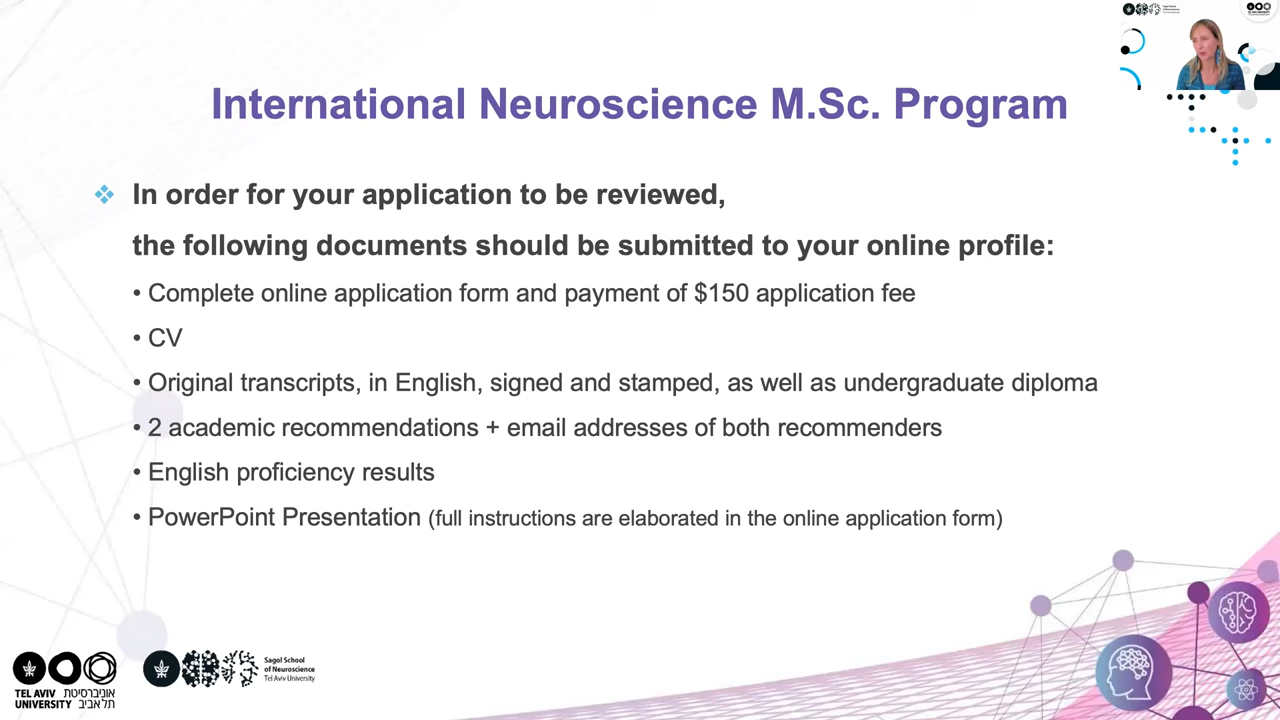 International Neuroscience M.Sc. Program
❖ In order for your application to be reviewed,
the following documents should be submitted to your online profile:
• Complete online application form and payment of $150 application fee
• CV
• Original transcripts, in English, signed and stamped, as well as undergraduate diploma
• 2 academic recommendations + email addresses of both recommenders
• English proficiency results
• PowerPoint Presentation (full instructions are elaborated in the online application form)
TEL AVIV אוניברסיטת
UNIVERSITY תל אביב
Sagol School
of Neuroscience
Tel Aviv University